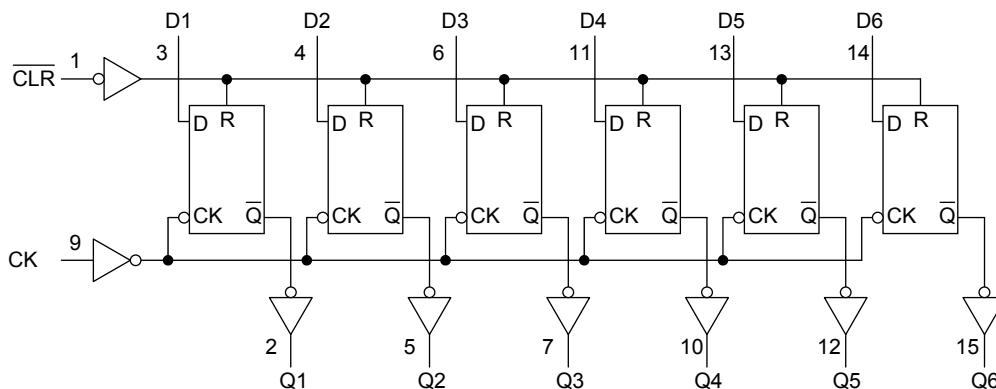 D1 D2 D3 D4 D5 D6
3 4 6 11 13 14
1
C̅L̅R̅
D R D R D R D R D R D R
CK Q̅ CK Q̅ CK Q̅ CK Q̅ CK Q̅ CK Q̅
9
CK
2 5 7 10 12 15
Q1 Q2 Q3 Q4 Q5 Q6